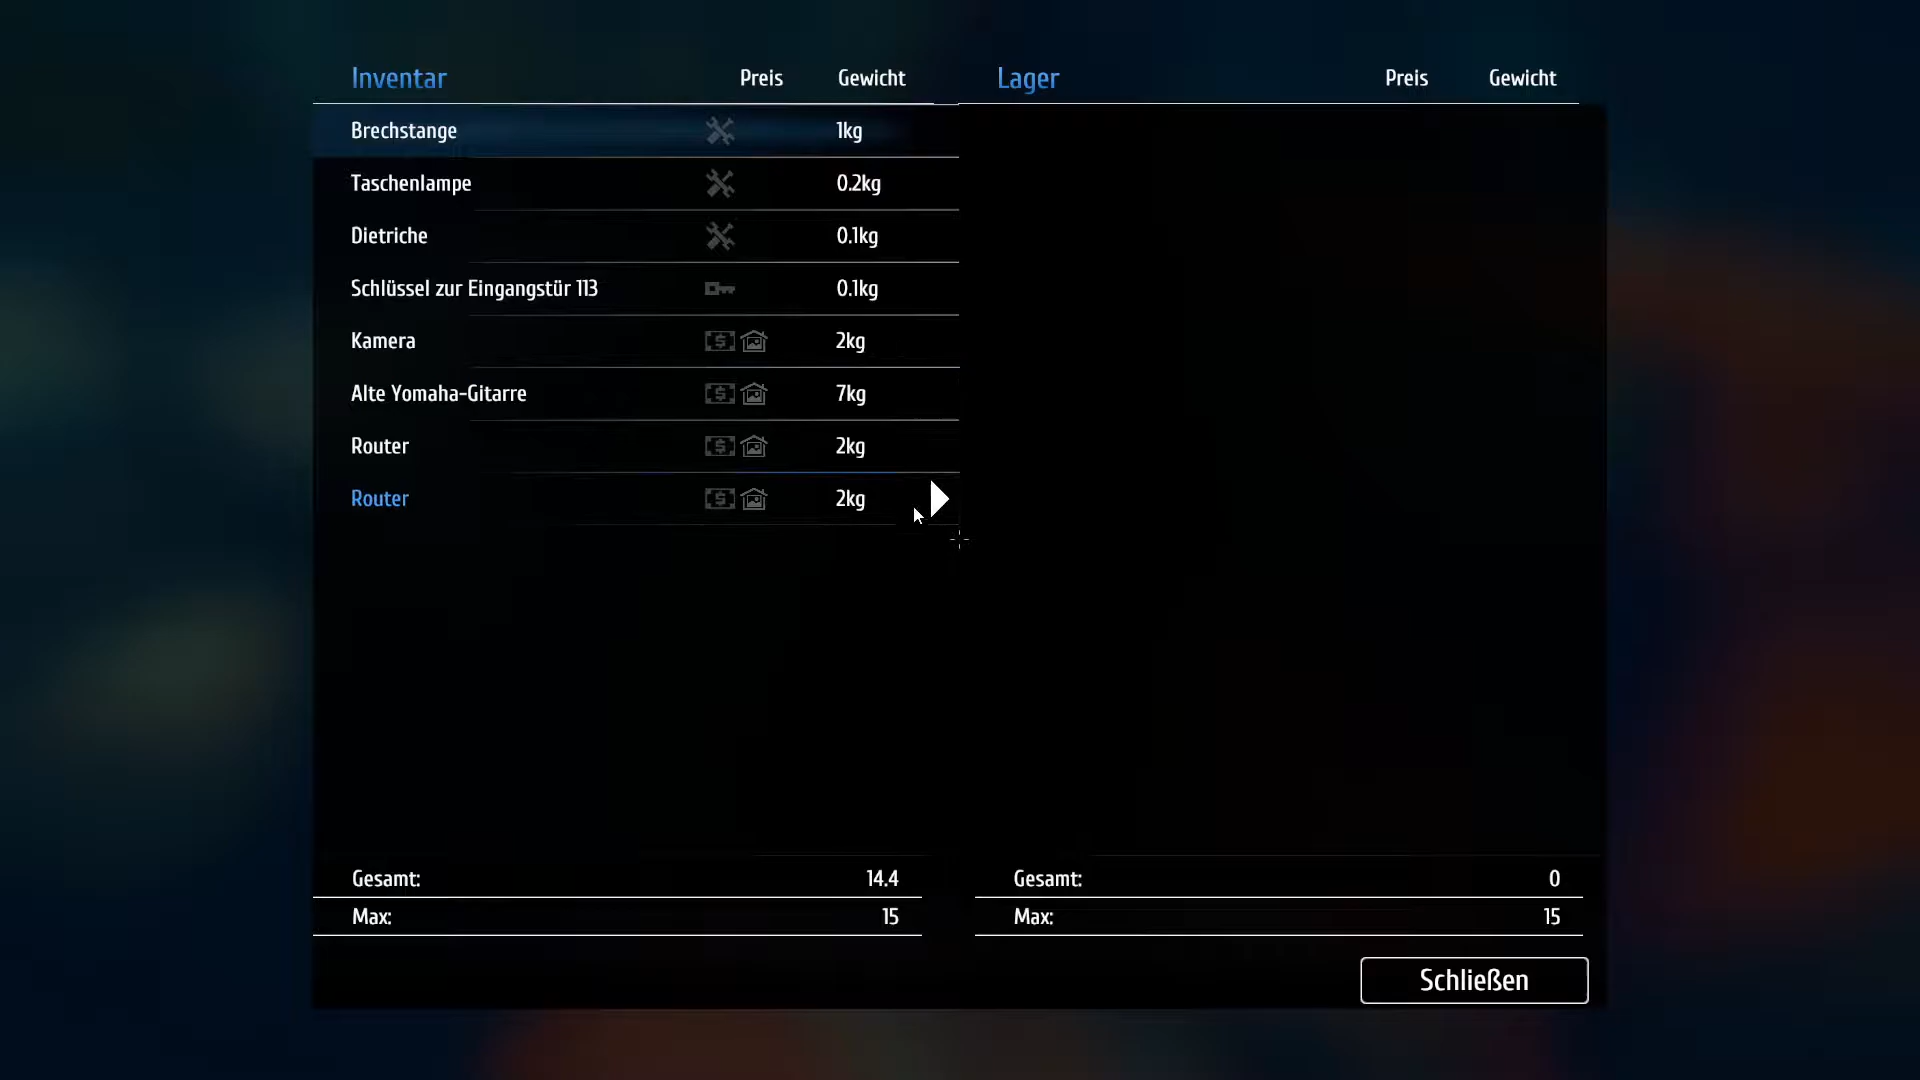 Inventar Preis Gewicht
Brechstange 1kg
Taschenlampe 0.2kg
Dietriche 0.1kg
Schlüssel zur Eingangstür 113 0.1kg
Kamera 2kg
Alte Yomaha-Gitarre 7kg
Router 2kg
Router 2kg
Gesamt: 14.4
Max: 15
Lager Preis Gewicht
Gesamt: 0
Max: 15
Schließen